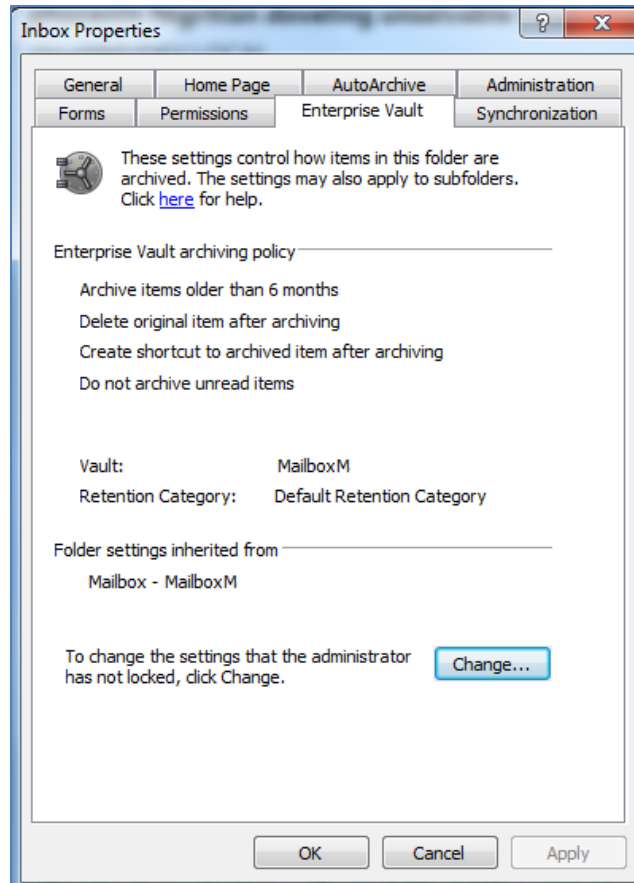 Inbox Properties
?
X
General Home Page AutoArchive Administration
Forms Permissions Enterprise Vault Synchronization
These settings control how items in this folder are
archived. The settings may also apply to subfolders.
Click here for help.
Enterprise Vault archiving policy
Archive items older than 6 months
Delete original item after archiving
Create shortcut to archived item after archiving
Do not archive unread items
Vault: MailboxM
Retention Category: Default Retention Category
Folder settings inherited from
Mailbox - MailboxM
To change the settings that the administrator
has not locked, click Change.
Change...
OK Cancel Apply